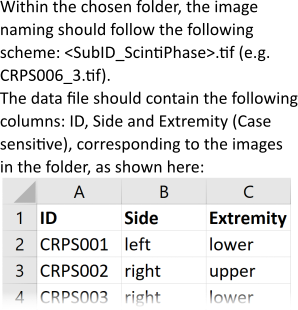 Within the chosen folder, the image
naming should follow the following
scheme: <SubID_ScintiPhase>.tif (e.g.
CRPS006_3.tif).
The data file should contain the following
columns: ID, Side and Extremity (Case
sensitive), corresponding to the images
in the folder, as shown here:
A B C
1 ID Side Extremity
2 CRPS001 left lower
3 CRPS002 right upper
4 CRPS003 right lower